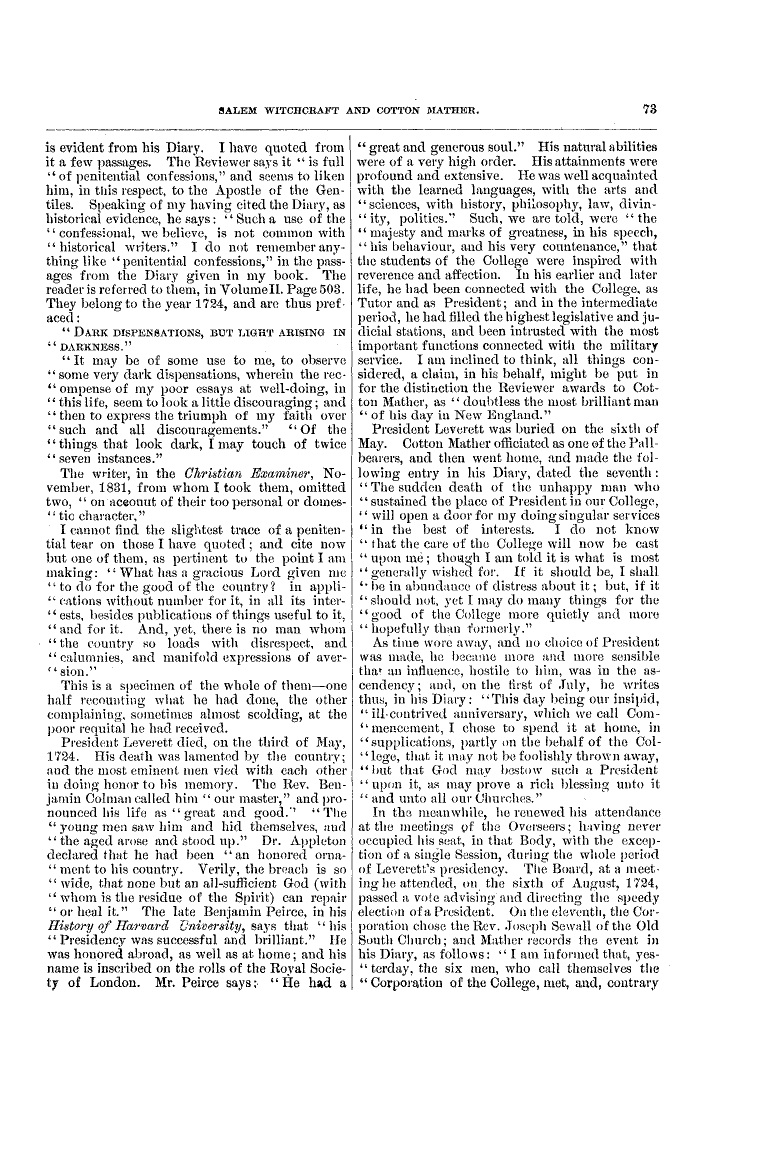 SALEM WITCHCRAFT AND COTTON MATHER. 73
is evident from his Diary. I have quoted from
it a few passages. The Reviewer says it “ is full
“ of penitential confessions,” and seems to liken
him, in this respect, to the Apostle of the Gen-
tiles. Speaking of my having cited the Diary, as
historical evidence, he says: “ Such a use of the
“ confessional, we believe, is not common with
“ historical writers.” I do not remember any-
thing like “penitential confessions,” in the pass-
ages from the Diary given in my book. The
reader is referred to them, in Volume II. Page 503.
They belong to the year 1724, and are thus pref-
aced:
“ DARK DISPENSATIONS, BUT LIGHT ARISING IN
“ DARKNESS.”
“ It may be of some use to me, to observe
“ some very dark dispensations, wherein the rec-
“ ompense of my poor essays at well-doing, in
“ this life, seem to look a little discouraging; and
“ then to express the triumph of my faith over
“ such and all discouragements.” “ Of the
“ things that look dark, I may touch of twice
“ seven instances.”
The writer, in the Christian Examiner, No-
vember, 1831, from whom I took them, omitted
two, “ on account of their too personal or domes-
“ tic character,”
I cannot find the slightest trace of a peniten-
tial tear on those I have quoted; and cite now
but one of them, as pertinent to the point I am
making: “ What has a gracious Lord given me
“ to do for the good of the country? in appli-
“ cations without number for it, in all its inter-
“ ests, besides publications of things useful to it,
“ and for it. And, yet, there is no man whom
“ the country so loads with disrespect, and
“ calumnies, and manifold expressions of aver-
“ sion.”
This is a specimen of the whole of them—one
half recounting what he had done, the other
complaining, sometimes almost scolding, at the
poor requital he had received.
President Leverett died, on the third of May,
1724. His death was lamented by the country;
and the most eminent men vied with each other
in doing honor to his memory. The Rev. Ben-
jamin Colman called him “ our master,” and pro-
nounced his life as “ great and good.” “ The
“ young men saw him and hid themselves, and
“ the aged arose and stood up.” Dr. Appleton
declared that he had been “ an honored orna-
“ ment to his country. Verily, the breach is so
“ wide, that none but an all-sufficient God (with
“ whom is the residue of the Spirit) can repair
“ or heal it.” The late Benjamin Peirce, in his
History of Harvard University, says that “ his
“ Presidency was successful and brilliant.” He
was honored abroad, as well as at home; and his
name is inscribed on the rolls of the Royal Socie-
ty of London. Mr. Peirce says: “ He had a
“ great and generous soul.” His natural abilities
were of a very high order. His attainments were
profound and extensive. He was well acquainted
with the learned languages, with the arts and
“ sciences, with history, philosophy, law, divin-
“ ity, politics.” Such, we are told, were “ the
“ majesty and marks of greatness, in his speech,
“ his behaviour, and his very countenance,” that
the students of the College were inspired with
reverence and affection. In his earlier and later
life, he had been connected with the College, as
Tutor and as President; and in the intermediate
period, he had filled the highest legislative and ju-
dicial stations, and been intrusted with the most
important functions connected with the military
service. I am inclined to think, all things con-
sidered, a claim, in his behalf, might be put in
for the distinction the Reviewer awards to Cot-
ton Mather, as “ doubtless the most brilliant man
“ of his day in New England.”
President Leverett was buried on the sixth of
May. Cotton Mather officiated as one of the Pall-
bearers, and then went home, and made the fol-
lowing entry in his Diary, dated the seventh:
“ The sudden death of the unhappy man who
“ sustained the place of President in our College,
“ will open a door for my doing singular services
“ in the best of interests. I do not know
“ that the care of the College will now be cast
“ upon me; though I am told it is what is most
“ generally wished for. If it should be, I shall
“ be in abundance of distress about it; but, if it
“ should not, yet I may do many things for the
“ good of the College more quietly and more
“ hopefully than formerly.”
As time wore away, and no choice of President
was made, he became more and more sensible
that an influence, hostile to him, was in the as-
cendency; and, on the first of July, he writes
thus, in his Diary: “ This day being our insipid,
“ ill-contrived anniversary, which we call Com-
“ mencement, I chose to spend it at home, in
“ supplications, partly on the behalf of the Col-
“ lege, that it may not be foolishly thrown away,
“ but that God may bestow such a President
“ upon it, as may prove a rich blessing unto it
“ and unto all our Churches.”
In the meanwhile, he renewed his attendance
at the meetings of the Overseers; having never
occupied his seat, in that Body, with the excep-
tion of a single Session, during the whole period
of Leverett's presidency. The Board, at a meet-
ing he attended, on the sixth of August, 1724,
passed a vote advising and directing the speedy
election of a President. On the eleventh, the Cor-
poration chose the Rev. Joseph Sewall of the Old
South Church; and Mather records the event in
his Diary, as follows: “ I am informed that, yes-
“ terday, the six men, who call themselves the
“ Corporation of the College, met, and, contrary